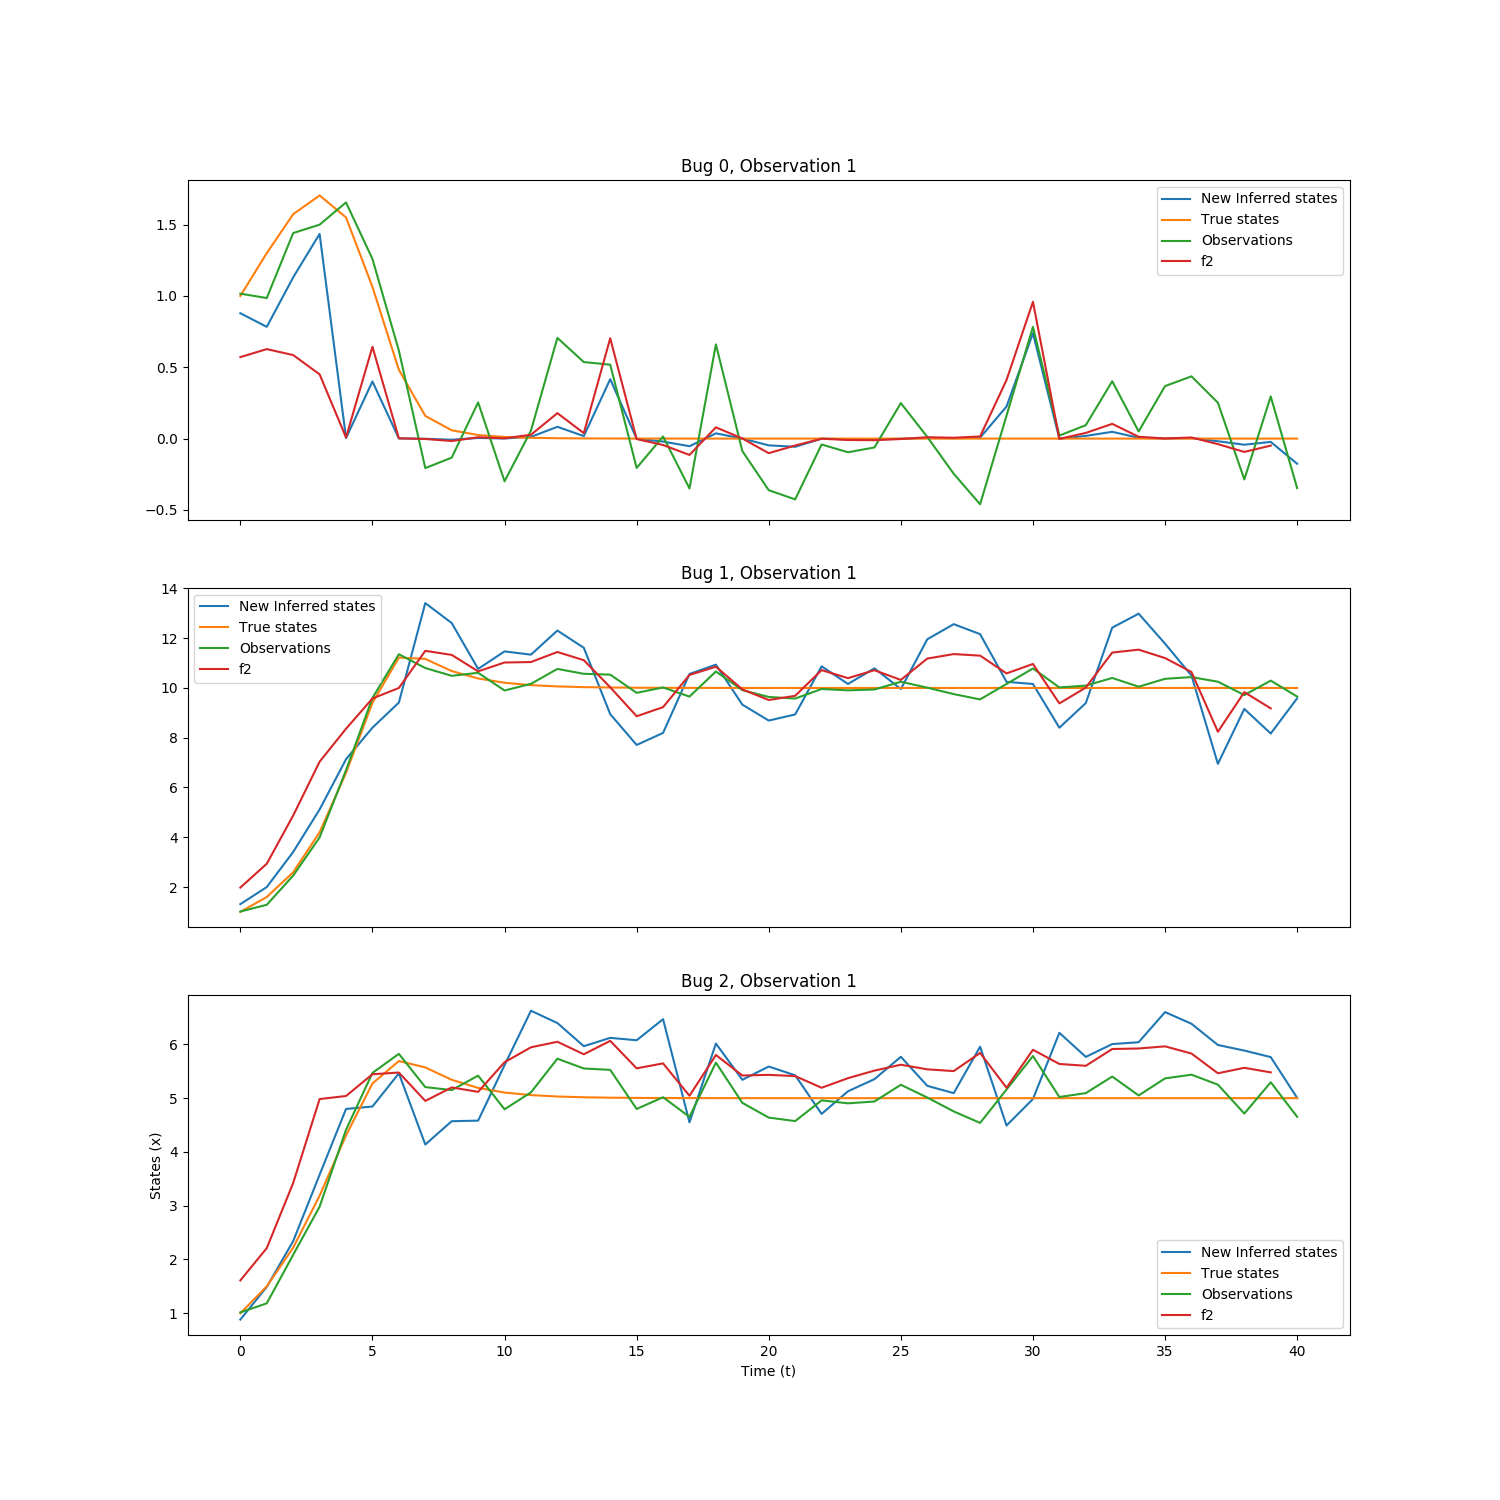 Bug 0, Observation 1
1.5
1.0
0.5
0.0
−0.5
New Inferred states
True states
Observations
f2
Bug 1, Observation 1
14
12
10
8
6
4
2
New Inferred states
True states
Observations
f2
Bug 2, Observation 1
States (x)
6
5
4
3
2
1
New Inferred states
True states
Observations
f2
0 5 10 15 20 25 30 35 40
Time (t)